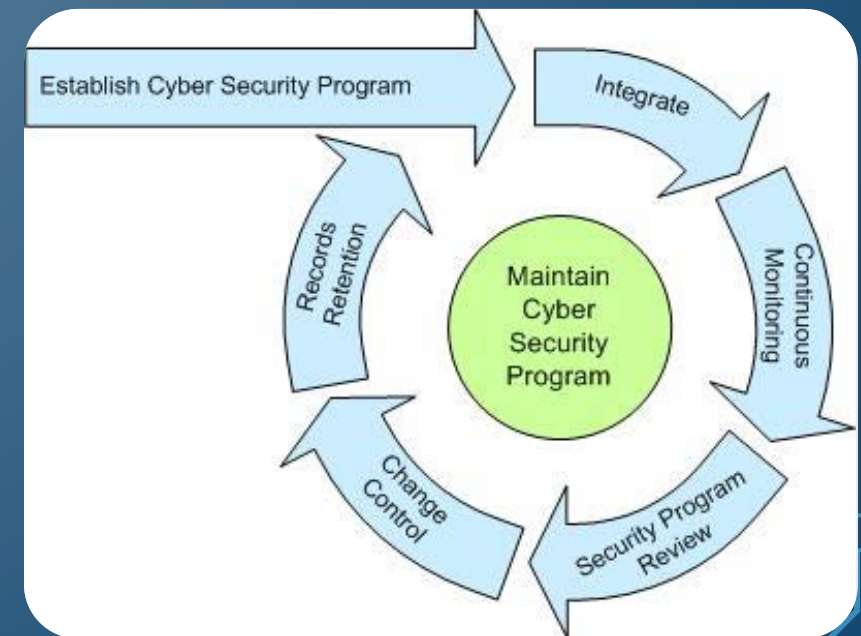 Establish Cyber Security Program
Integrate
Continuous
Monitoring
Security Program
Review
Change
Control
Records
Retention
Maintain
Cyber
Security
Program